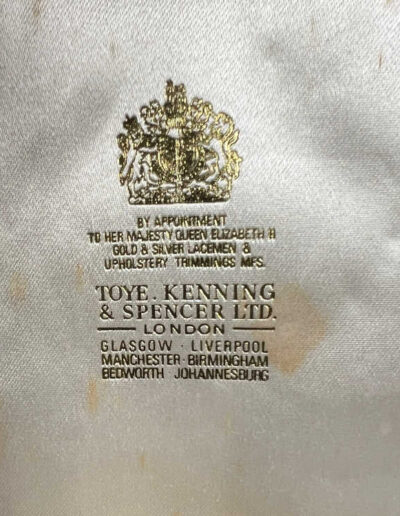 BY APPOINTMENT
TO HER MAJESTY QUEEN ELIZABETH II
GOLD & SILVER LACEMEN &
UPHOLSTERY TRIMMINGS MFS.
TOYE. KENNING
& SPENCER LTD.
LONDON
GLASGOW · LIVERPOOL
MANCHESTER · BIRMINGHAM
BEDWORTH JOHANNESBURG